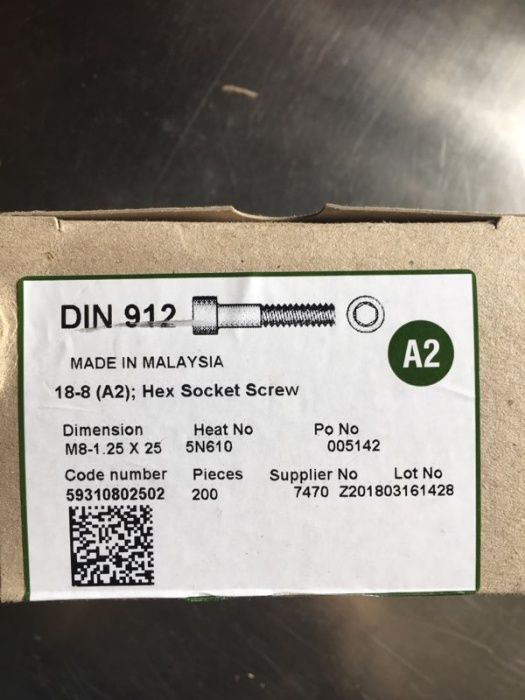 DIN 912
A2
MADE IN MALAYSIA
18-8 (A2); Hex Socket Screw
Dimension Heat No Po No
M8-1.25 X 25 5N610 005142
Code number Pieces Supplier No Lot No
59310802502 200 7470 Z201803161428